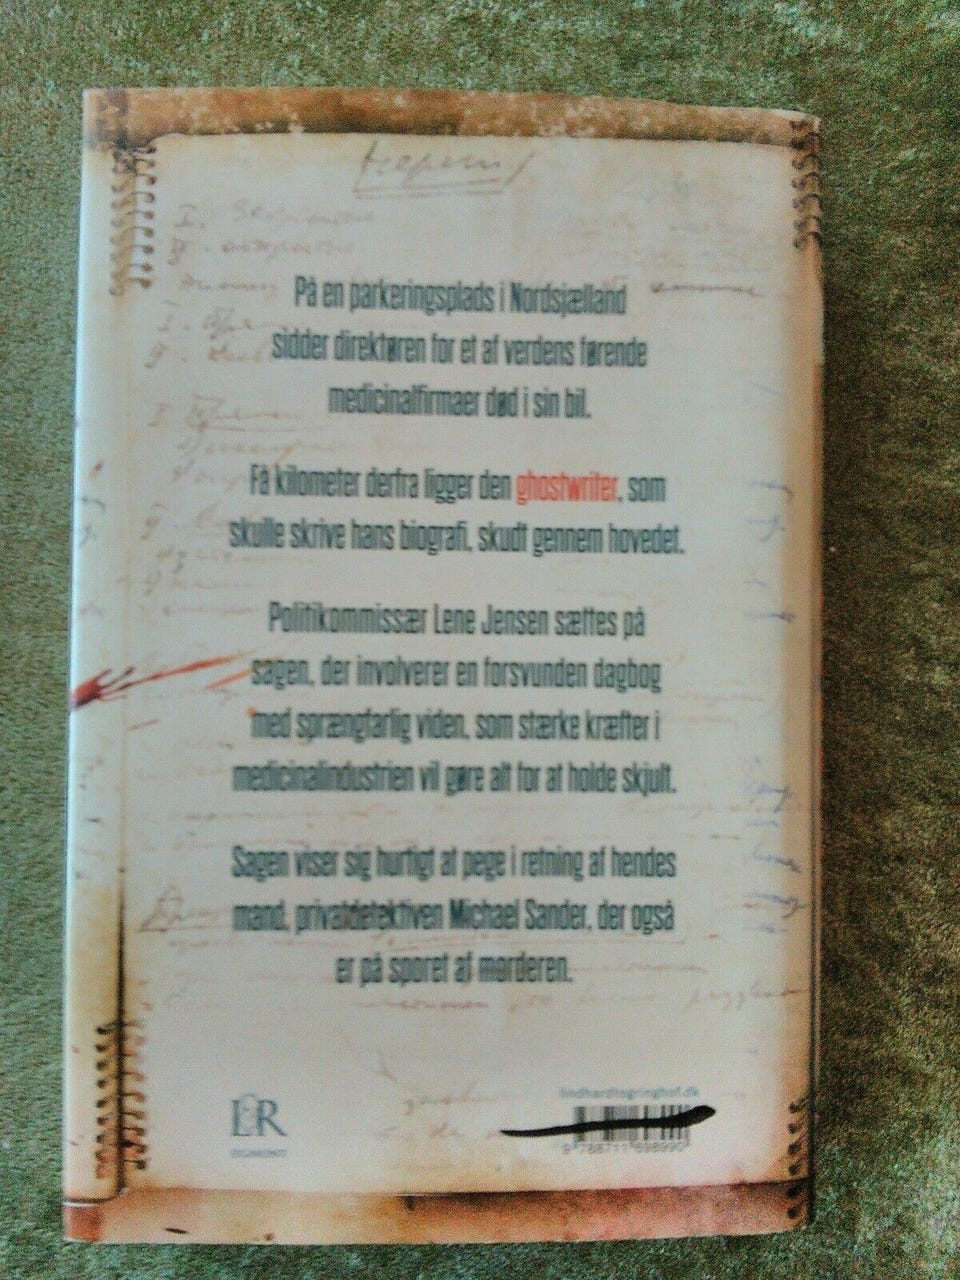 På en parkeringsplads i Nordsjælland
sidder direktøren for et af verdens førende
medicinalfirmaer død i sin bil.
Få kilometer derfra ligger den ghostwriter, som
skulle skrive hans biografi, skudt gennem hovedet.
Politikommissær Lene Jensen sættes på
sagen, der involverer en forsvunden dagbog
med sprængfarlig viden, som stærke kræfter i
medicinalindustrien vil gøre alt for at holde skjult.
Sagen viser sig hurtigt at pege i retning af hendes
mand, privatdetektiven Michael Sander, der også
er på sporet af morderen.
lindhardtogringhof.dk
L&R
EGMONT
9 788711 698990